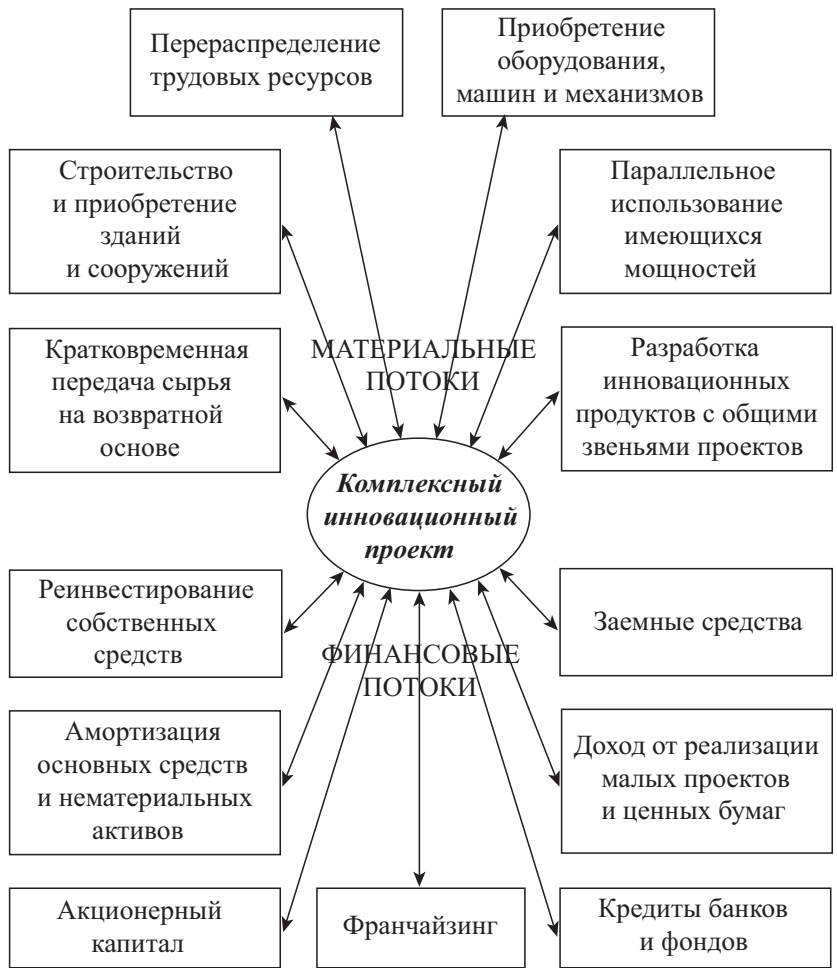 Перераспределение
трудовых ресурсов
Приобретение
оборудования,
машин и механизмов
Строительство
и приобретение
зданий
и сооружений
Параллельное
использование
имеющихся
мощностей
Кратковременная
передача сырья
на возвратной
основе
МАТЕРИАЛЬНЫЕ
ПОТОКИ
Разработка
инновационных
продуктов с общими
звеньями проектов
Комплексный
инновационный
проект
Реинвестирование
собственных
средств
ФИНАНСОВЫЕ
ПОТОКИ
Заемные средства
Амортизация
основных средств
и нематериальных
активов
Доход от реализации
малых проектов
и ценных бумаг
Акционерный
капитал
Франчайзинг
Кредиты банков
и фондов